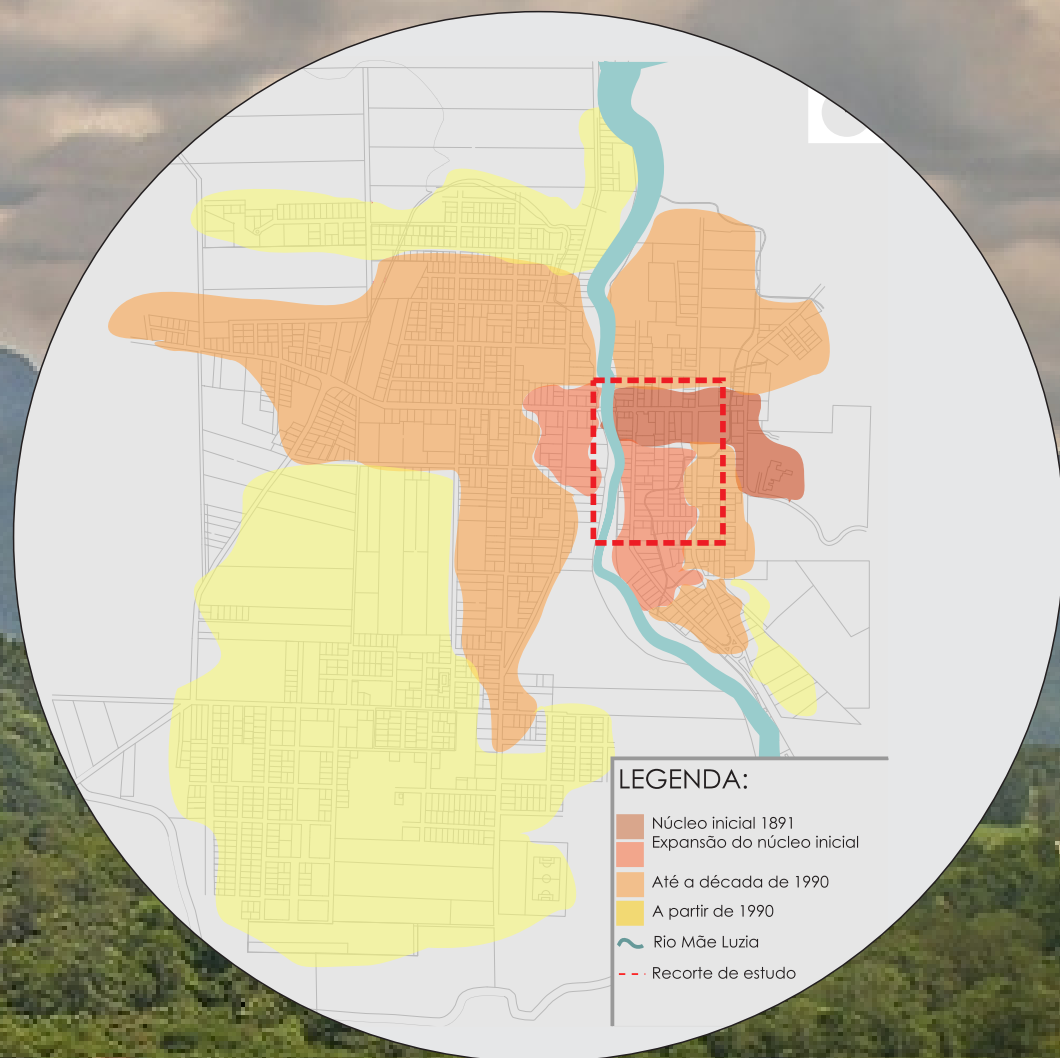 LEGENDA:
Núcleo inicial 1891
Expansão do núcleo inicial
Até a década de 1990
A partir de 1990
Rio Mãe Luzia
Recorte de estudo